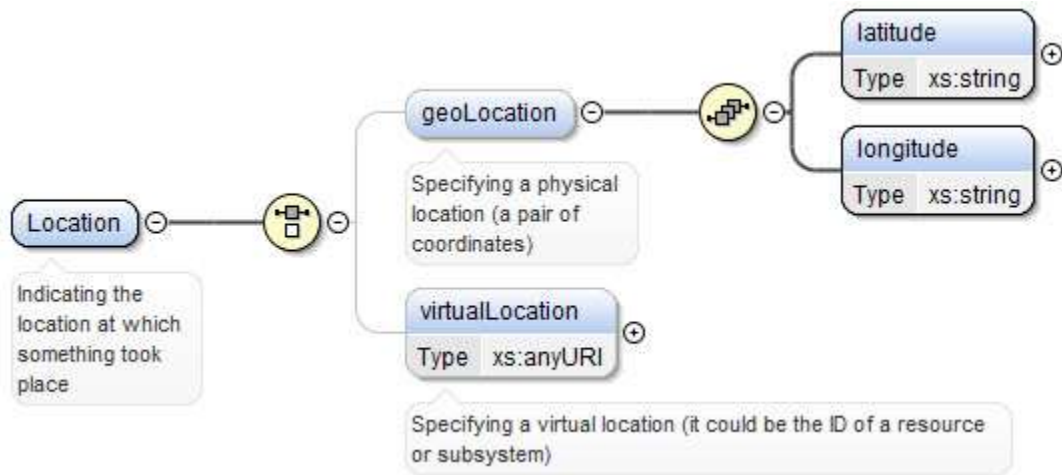 latitude
Type xs:string
geoLocation
longitude
Type xs:string
Specifying a physical
location (a pair of
coordinates)
Location
Indicating the
location at which
something took
place
virtualLocation
Type xs:anyURI
Specifying a virtual location (it could be the ID of a resource
or subsystem)